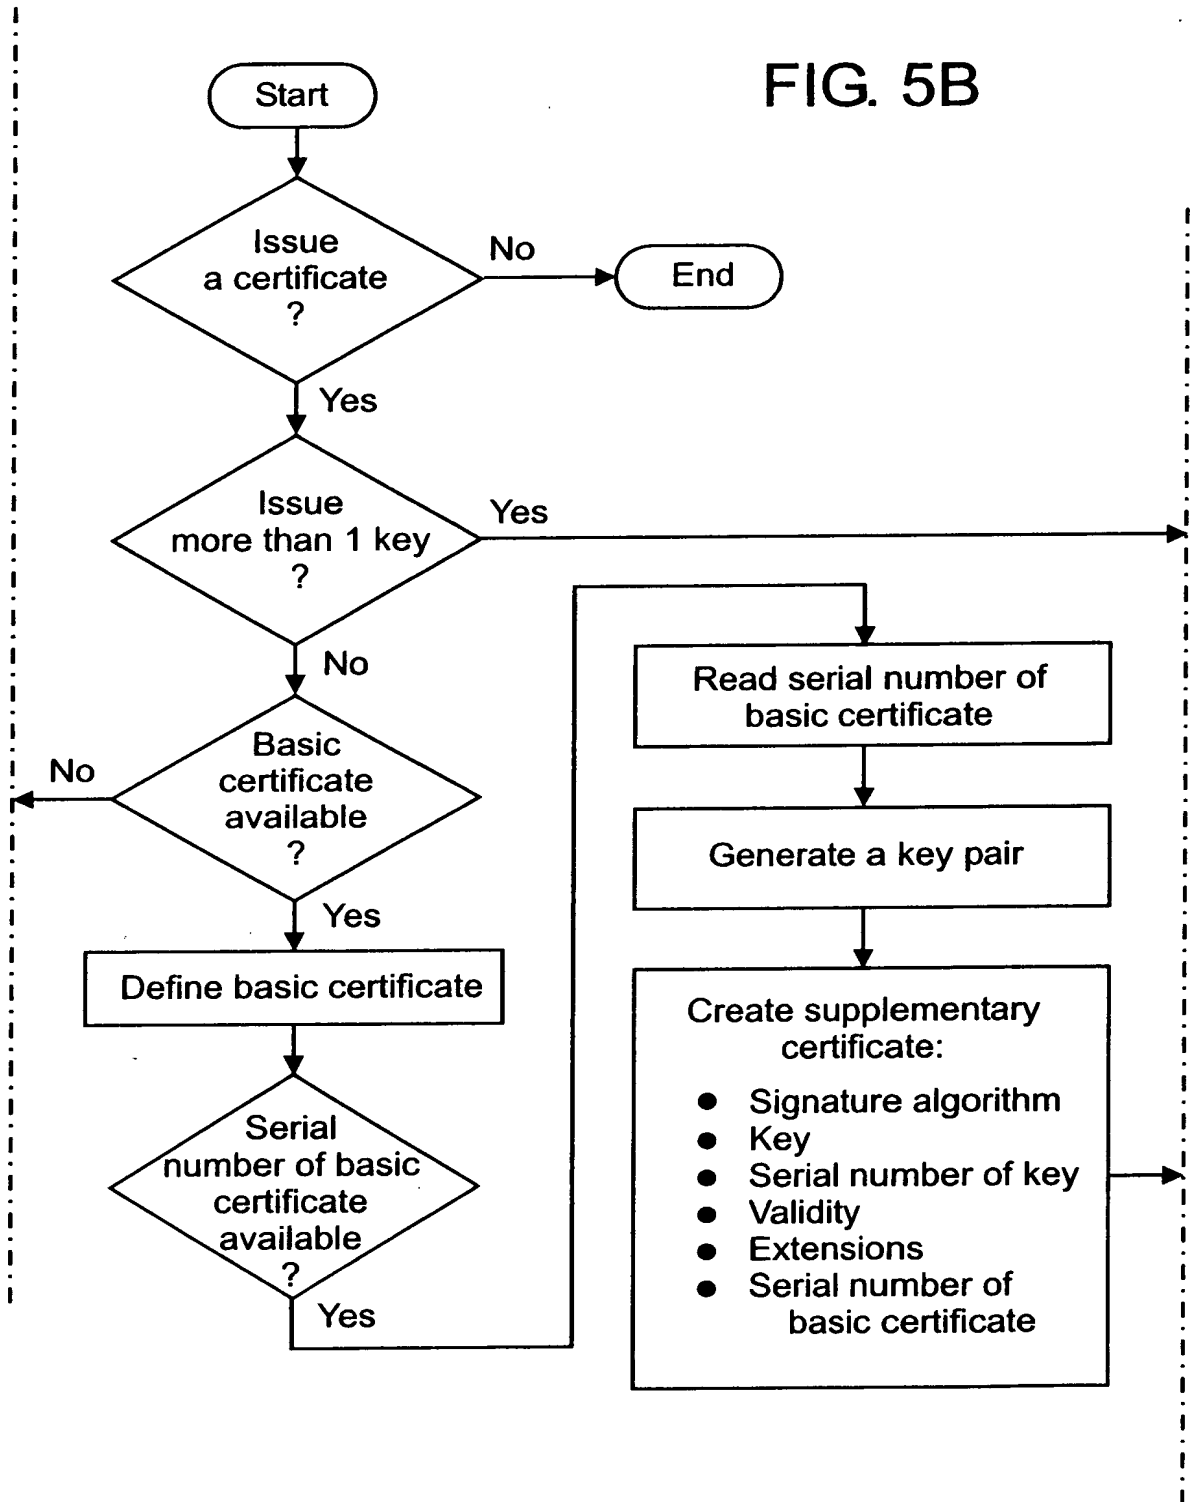 FIG. 5B
Start
Issue
a certificate
?
No
End
Yes
Issue
more than 1 key
?
Yes
No
Basic
certificate
available
?
No
Yes
Define basic certificate
Serial
number of basic
certificate
available
?
Yes
Read serial number of
basic certificate
Generate a key pair
Create supplementary
certificate:
● Signature algorithm
● Key
● Serial number of key
● Validity
● Extensions
● Serial number of
basic certificate